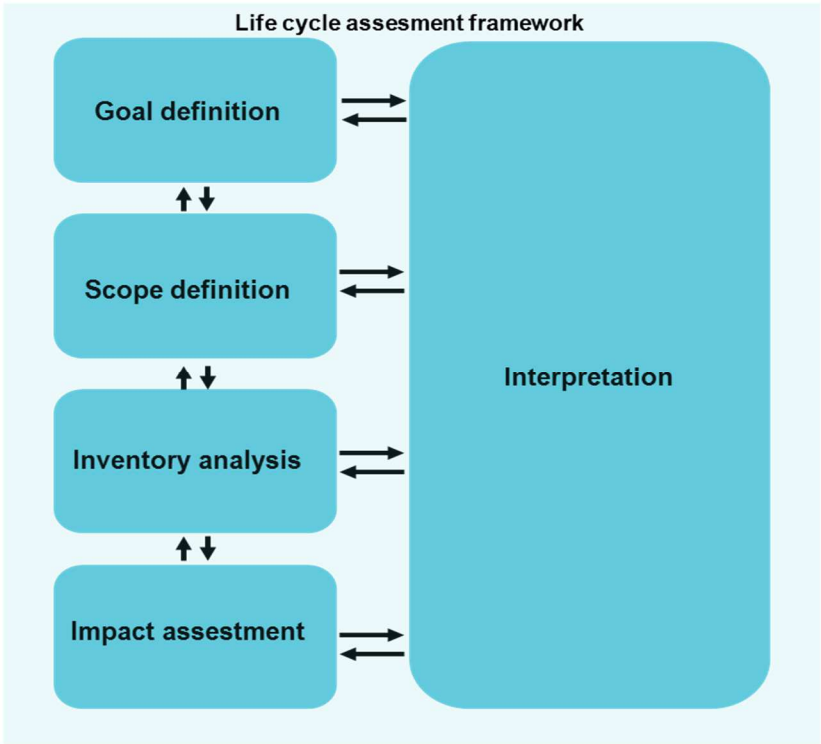 Life cycle assesment framework
Goal definition
Scope definition
Inventory analysis
Impact assestment
Interpretation